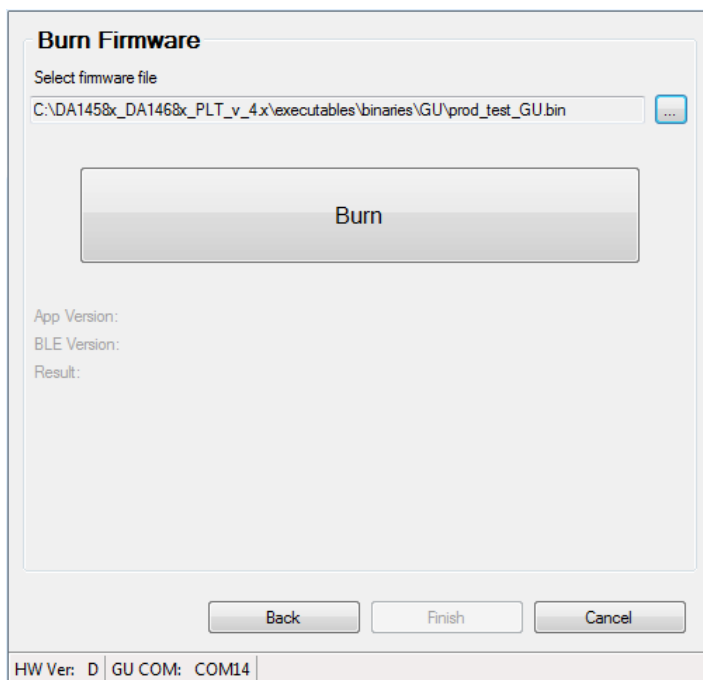 Burn Firmware
Select firmware file
C:\DA1458x_DA1468x_PLT_v_4.x\executables\binaries\GU\prod_test_GU.bin ...
Burn
App Version:
BLE Version:
Result:
Back Finish Cancel
HW Ver: D GU COM: COM14